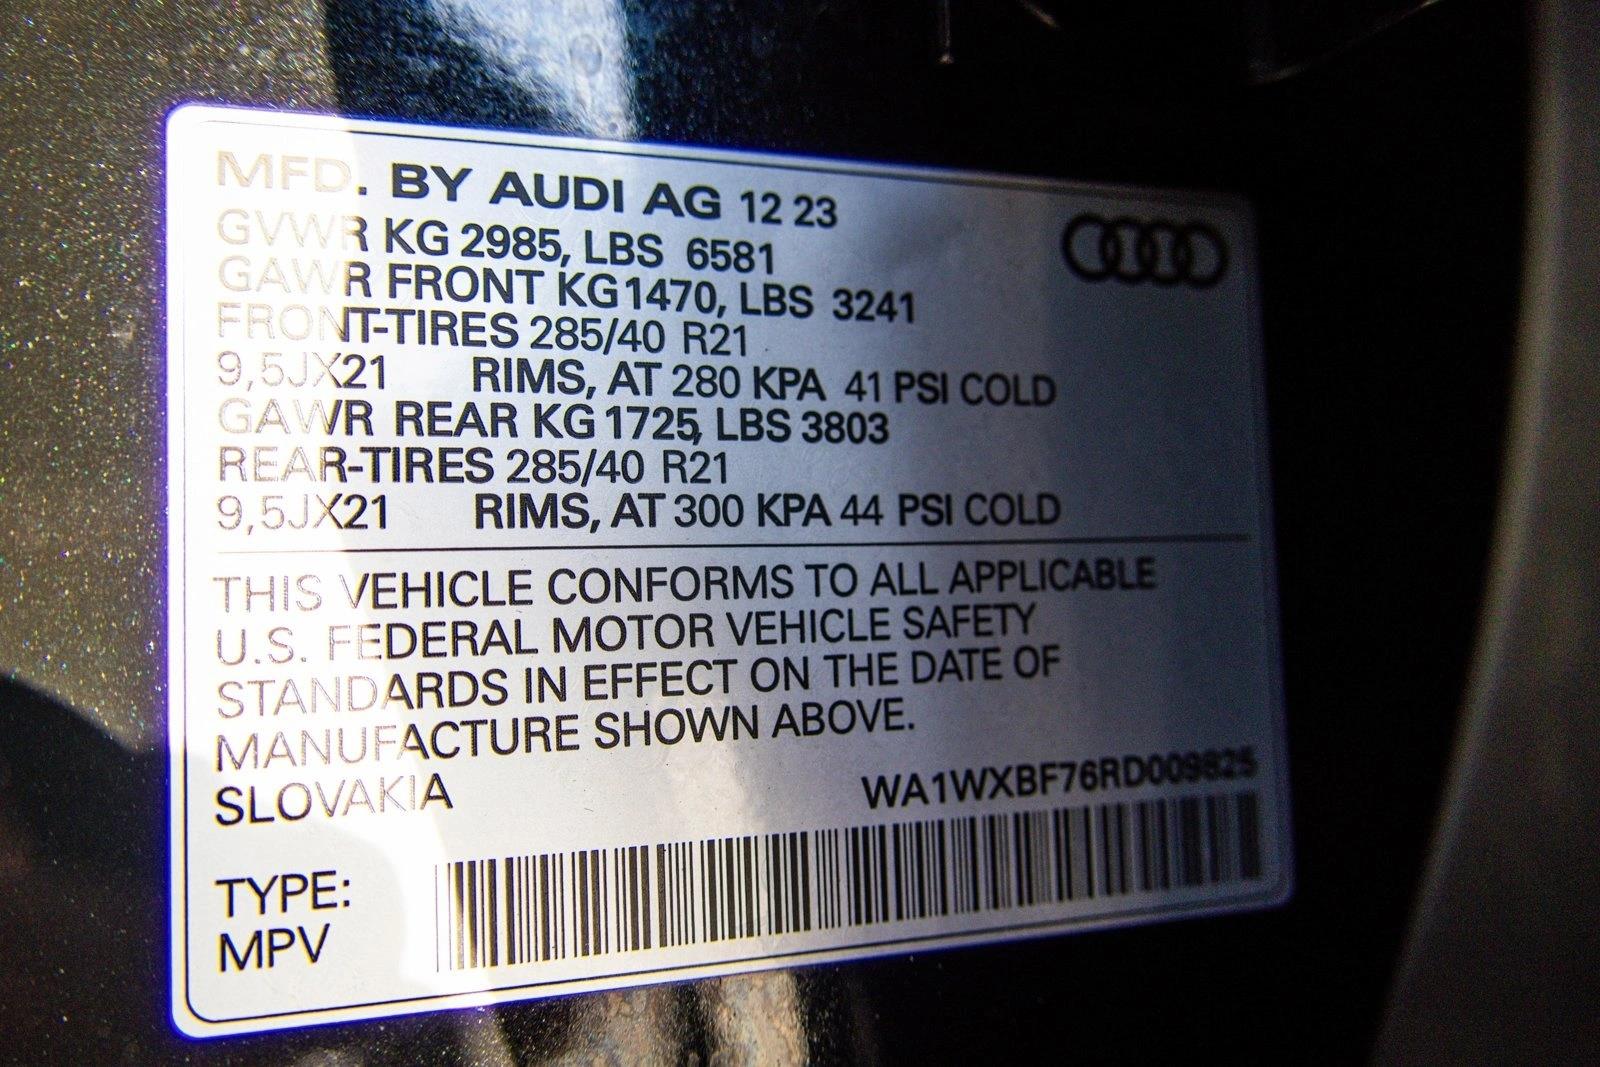 MFD. BY AUDI AG 12 23
GVWR KG 2985, LBS 6581
GAWR FRONT KG 1470, LBS 3241
FRONT-TIRES 285/40 R21
9,5JX21 RIMS, AT 280 KPA 41 PSI COLD
GAWR REAR KG 1725, LBS 3803
REAR-TIRES 285/40 R21
9,5JX21 RIMS, AT 300 KPA 44 PSI COLD
THIS VEHICLE CONFORMS TO ALL APPLICABLE
U.S. FEDERAL MOTOR VEHICLE SAFETY
STANDARDS IN EFFECT ON THE DATE OF
MANUFACTURE SHOWN ABOVE.
SLOVAKIA WA1WXBF76RD009825
TYPE:
MPV